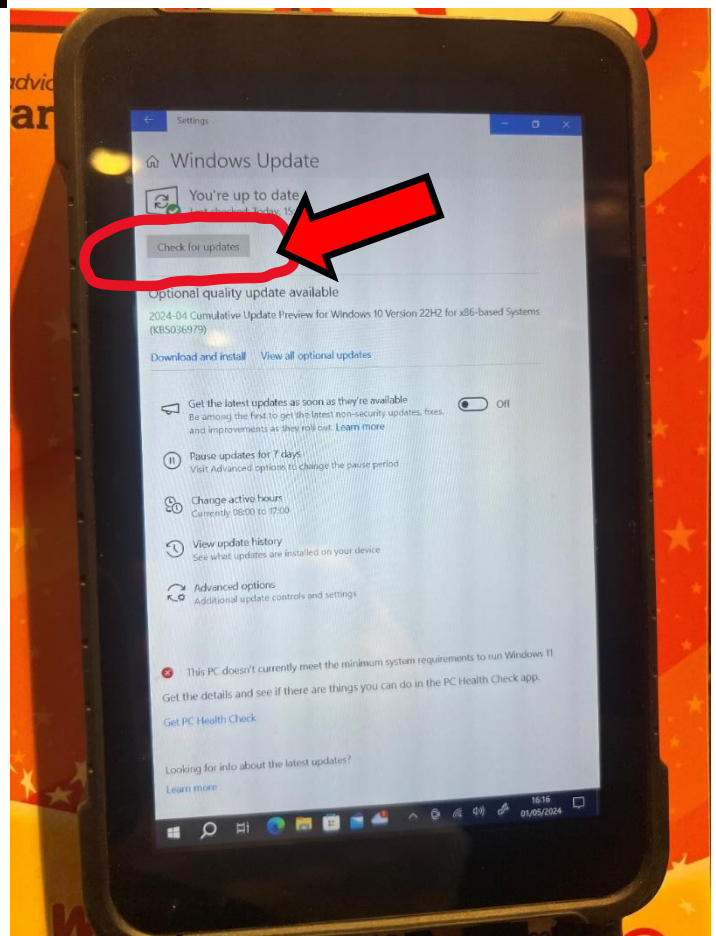 advic
ar
Settings
Windows Update
You're up to date
Last checked: Today, 15
Check for updates
Optional quality update available
2024-04 Cumulative Update Preview for Windows 10 Version 22H2 for x86-based Systems
(KB5036979)
Download and install View all optional updates
Get the latest updates as soon as they're available
Off
Be among the first to get the latest non-security updates, fixes,
and improvements as they roll out. Learn more
Pause updates for 7 days
Visit Advanced options to change the pause period
Change active hours
Currently 08:00 to 17:00
View update history
See what updates are installed on your device
Advanced options
Additional update controls and settings
This PC doesn't currently meet the minimum system requirements to run Windows 11
Get the details and see if there are things you can do in the PC Health Check app.
Get PC Health Check
Looking for info about the latest updates?
Learn more
16:16
01/05/2024